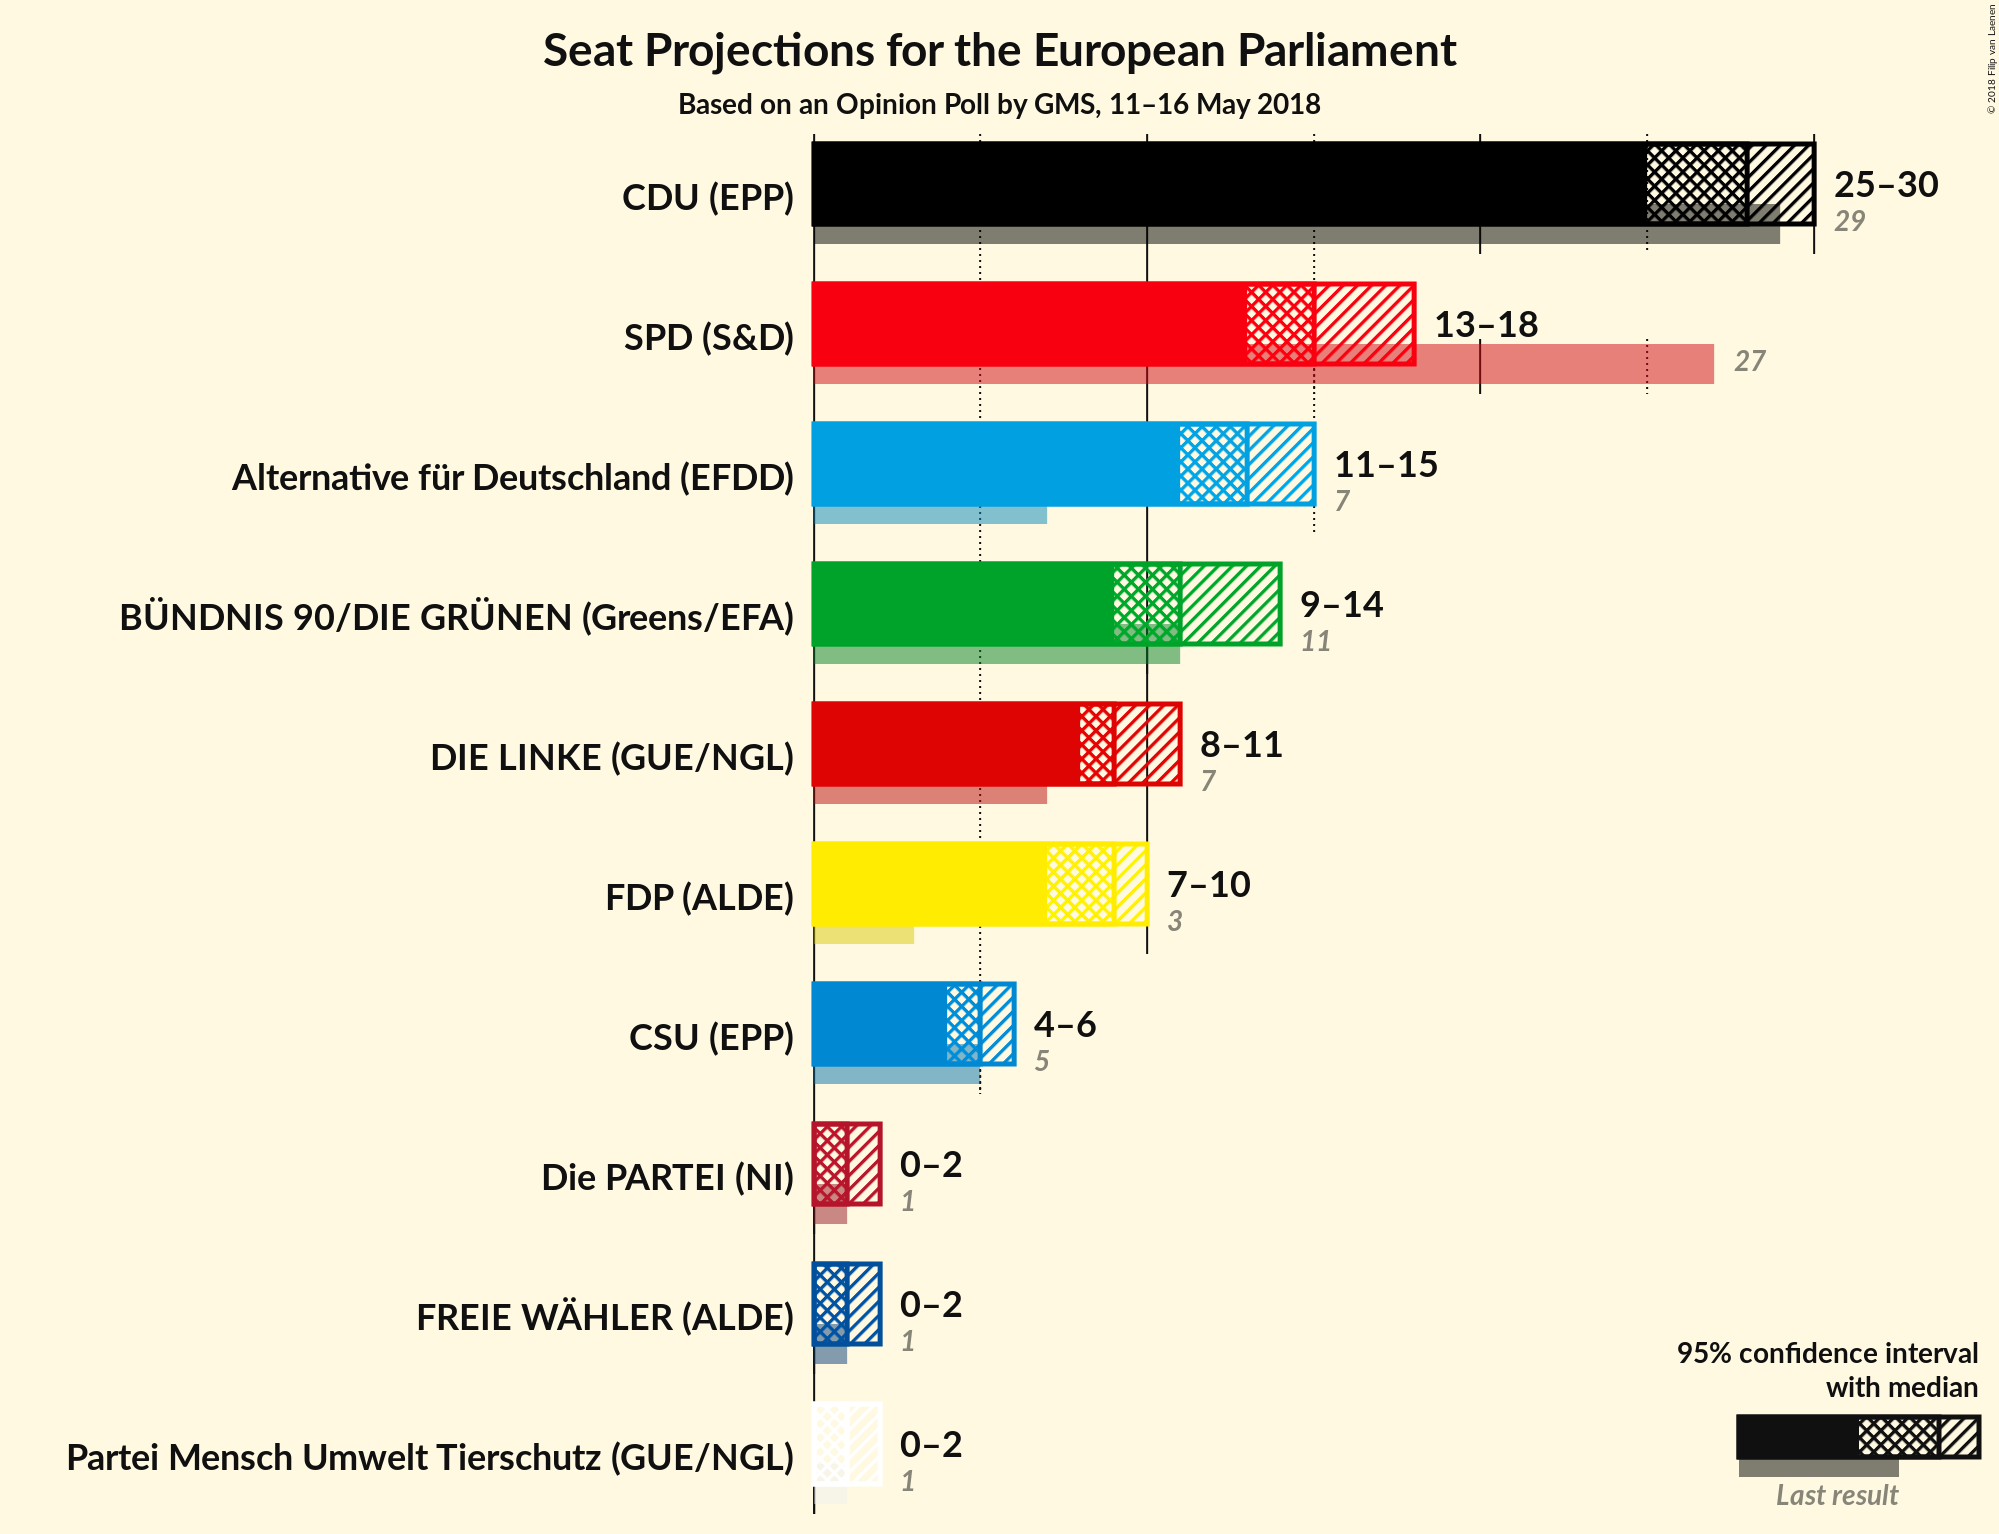 Seat Projections for the European Parliament
Based on an Opinion Poll by GMS, 11–16 May 2018
© 2018 Filip van Laenen
CDU (EPP)
25–30
29
SPD (S&D)
13–18
27
Alternative für Deutschland (EFDD)
11–15
7
BÜNDNIS 90/DIE GRÜNEN (Greens/EFA)
9–14
11
DIE LINKE (GUE/NGL)
8–11
7
FDP (ALDE)
7–10
3
CSU (EPP)
4–6
5
Die PARTEI (NI)
0–2
1
FREIE WÄHLER (ALDE)
0–2
1
Partei Mensch Umwelt Tierschutz (GUE/NGL)
0–2
1
95% confidence interval
with median
Last result